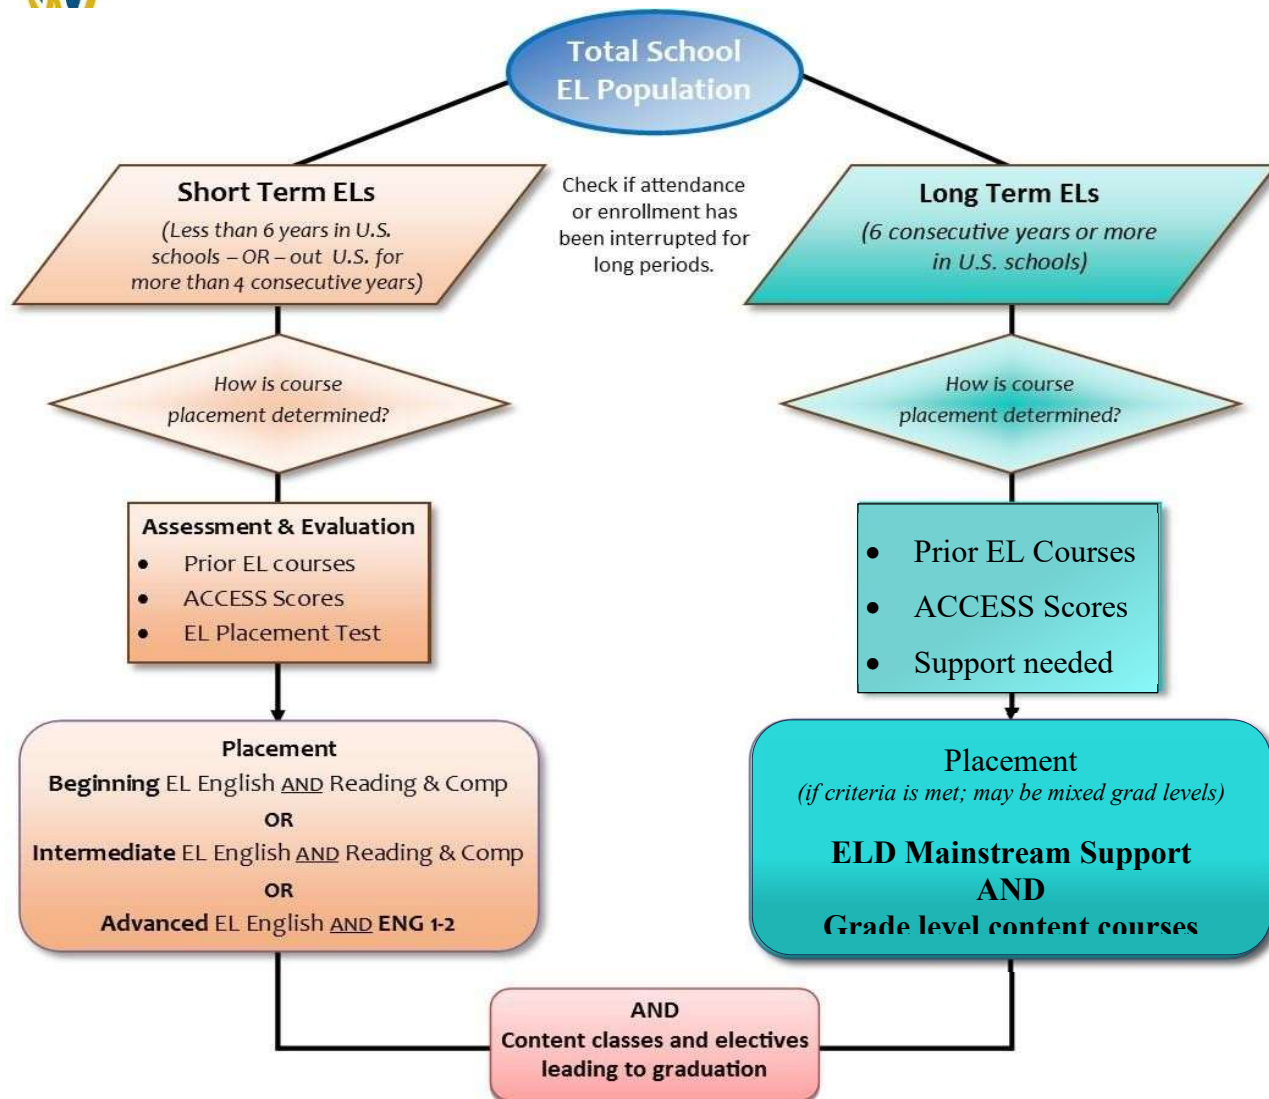 Total School
EL Population
Short Term ELs
(Less than 6 years in U.S.
schools – OR – out U.S. for
more than 4 consecutive years)
Check if attendance
or enrollment has
been interrupted for
long periods.
Long Term ELs
(6 consecutive years or more
in U.S. schools)
How is course
placement determined?
How is course
placement determined?
Assessment & Evaluation
• Prior EL courses
• ACCESS Scores
• EL Placement Test
• Prior EL Courses
• ACCESS Scores
• Support needed
Placement
Beginning EL English AND Reading & Comp
OR
Intermediate EL English AND Reading & Comp
OR
Advanced EL English AND ENG 1-2
Placement
(if criteria is met; may be mixed grad levels)
ELD Mainstream Support
AND
Grade level content courses
AND
Content classes and electives
leading to graduation